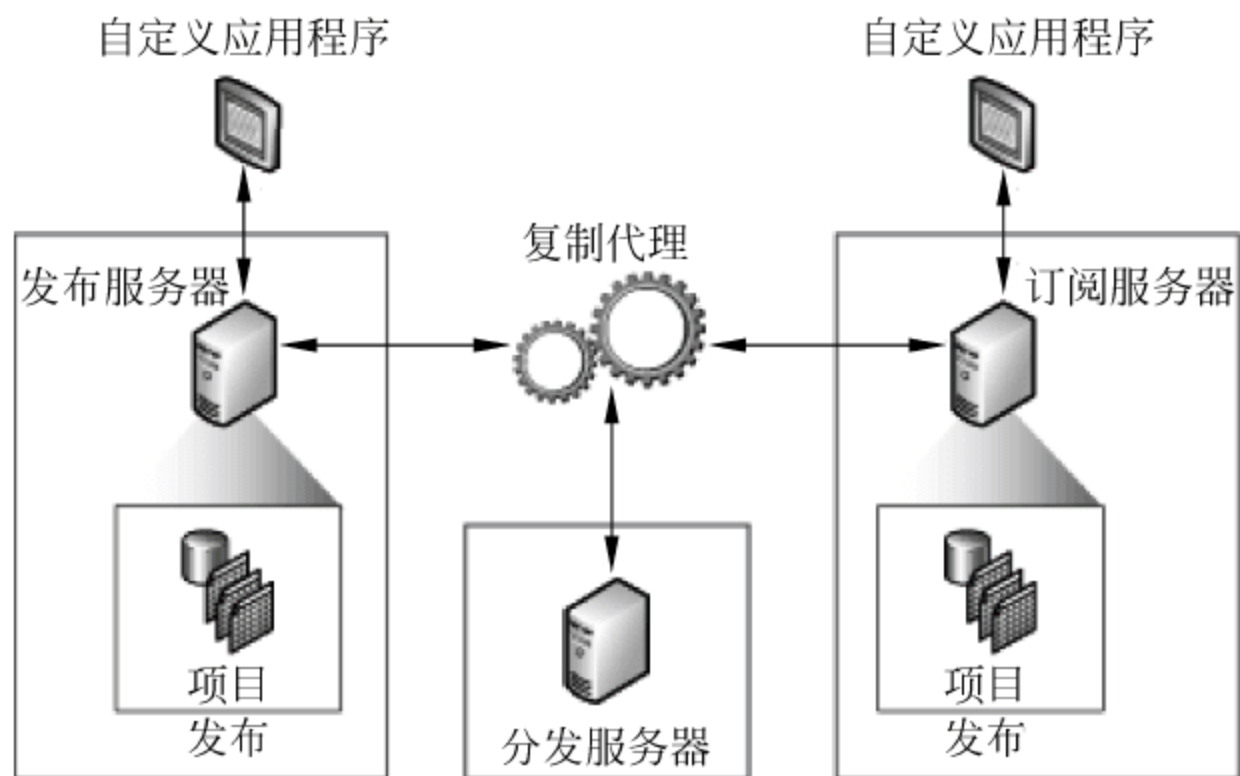 自定义应用程序
自定义应用程序
复制代理
发布服务器
订阅服务器
项目
发布
分发服务器
项目
发布